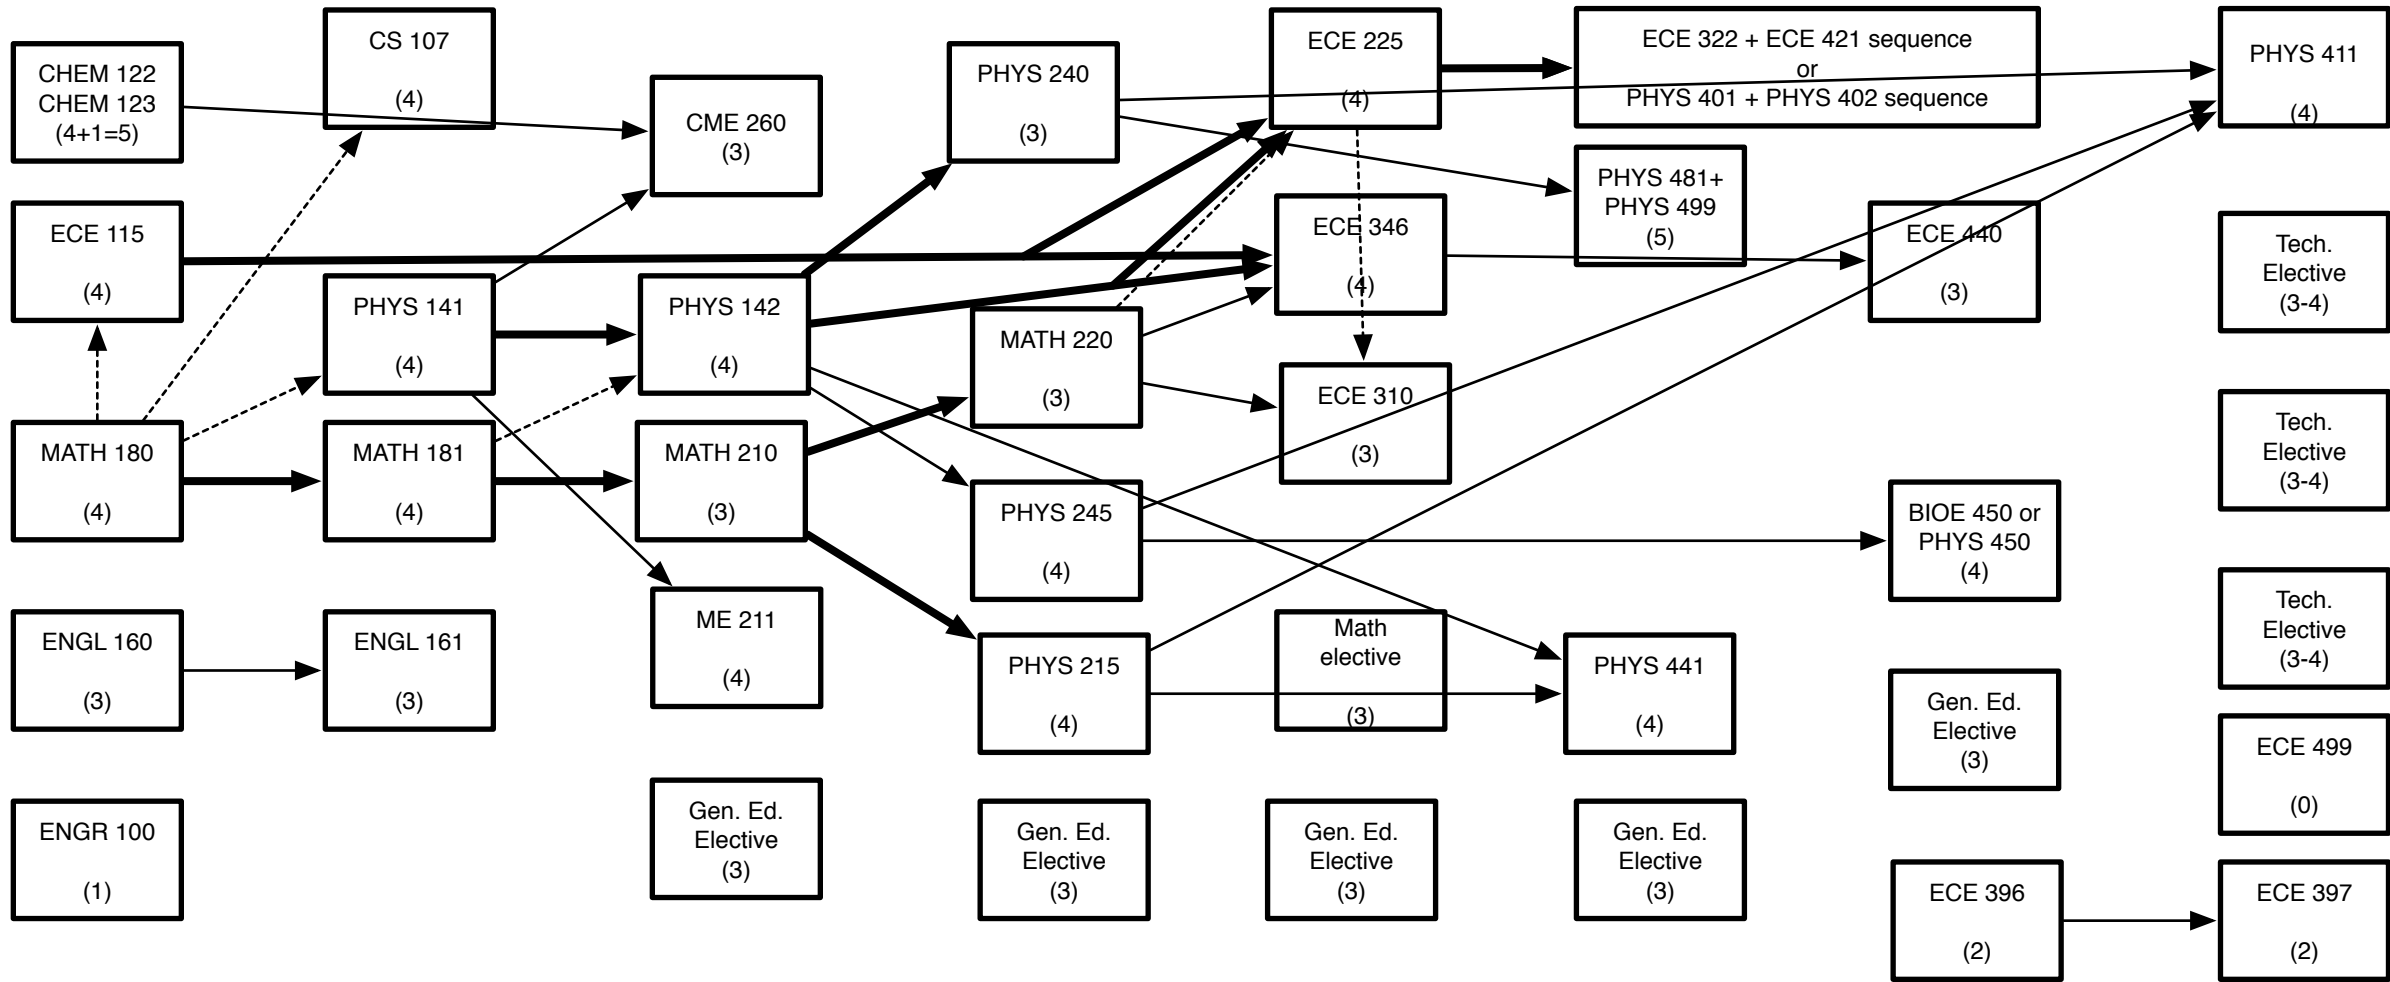 CHEM 122
CHEM 123
(4+1=5)
ECE 115
(4)
MATH 180
(4)
ENGL 160
(3)
ENGR 100
(1)
CS 107
(4)
PHYS 141
(4)
MATH 181
(4)
ENGL 161
(3)
CME 260
(3)
PHYS 142
(4)
MATH 210
(3)
ME 211
(4)
Gen. Ed.
Elective
(3)
PHYS 240
(3)
MATH 220
(3)
PHYS 245
(4)
PHYS 215
(4)
Gen. Ed.
Elective
(3)
ECE 225
(4)
ECE 346
(4)
ECE 310
(3)
Math
elective
(3)
Gen. Ed.
Elective
(3)
ECE 322 + ECE 421 sequence
or
PHYS 401 + PHYS 402 sequence
PHYS 481+
PHYS 499
(5)
PHYS 441
(4)
Gen. Ed.
Elective
(3)
ECE 440
(3)
BIOE 450 or
PHYS 450
(4)
Gen. Ed.
Elective
(3)
ECE 396
(2)
PHYS 411
(4)
Tech.
Elective
(3-4)
Tech.
Elective
(3-4)
Tech.
Elective
(3-4)
ECE 499
(0)
ECE 397
(2)